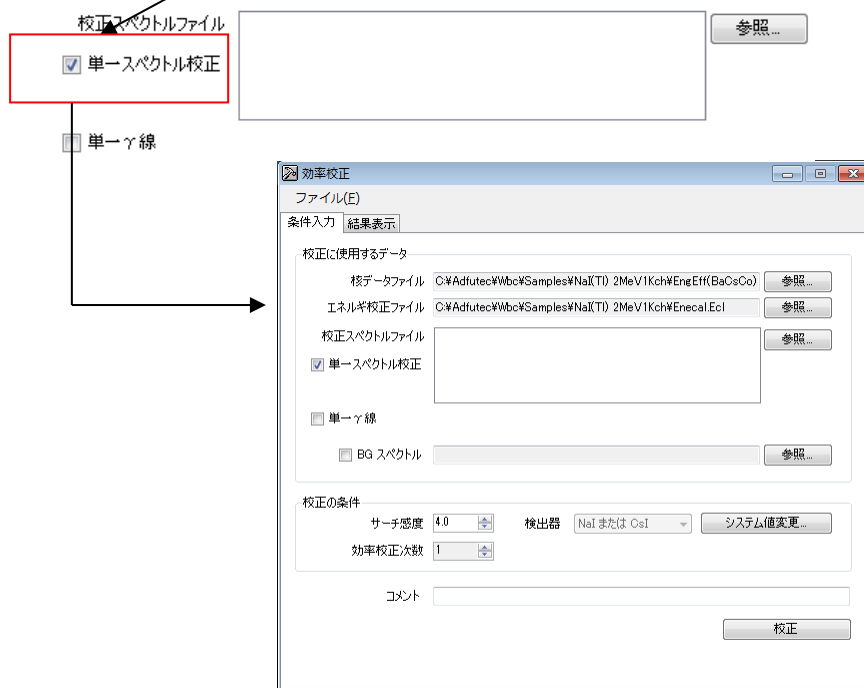 校正スペクトルファイル
参照...
単一スペクトル校正
単一γ線
効率校正
ファイル(F)
条件入力 結果表示
校正に使用するデータ
核データファイル C:¥Adfutec¥Wbc¥Samples¥NaI(Tl) 2MeV1Kch¥EngEff(BaCsCo) 参照...
エネルギ校正ファイル C:¥Adfutec¥Wbc¥Samples¥NaI(Tl) 2MeV1Kch¥Enecal.Ecl 参照...
校正スペクトルファイル 参照...
単一スペクトル校正
単一γ線
BG スペクトル 参照...
校正の条件
サーチ感度 4.0 検出器 NaI または CsI システム値変更...
効率校正次数 1
コメント
校正